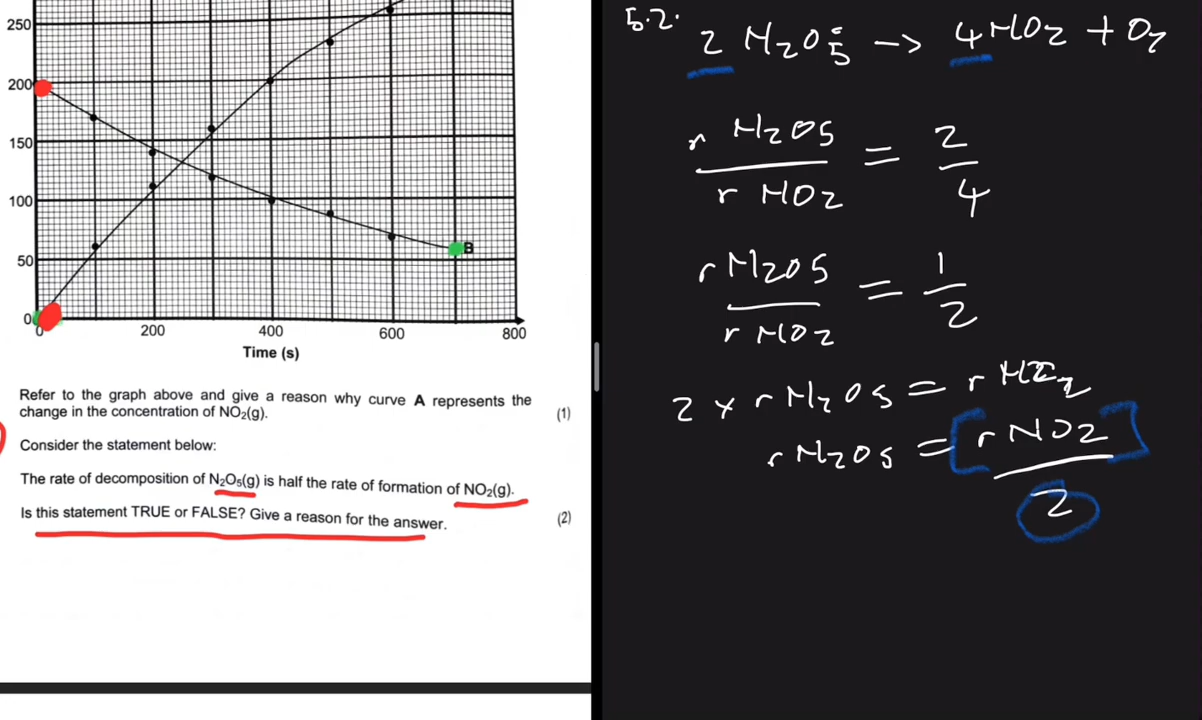 250
200
150
100
50
0
0 200 400 600 800
B
Time (s)
Refer to the graph above and give a reason why curve A represents the
change in the concentration of NO₂(g). (1)
Consider the statement below:
The rate of decomposition of N₂O₅(g) is half the rate of formation of NO₂(g).
Is this statement TRUE or FALSE? Give a reason for the answer. (2)
5.2.
2 N₂O₅ → 4NO₂ + O₂
r N₂O5 = 2
r NO₂ 4
r N₂O5 = 1
r NO₂ 2
2 × r N₂O5 = r NO₂
r N₂O5 = [r NO2]
2